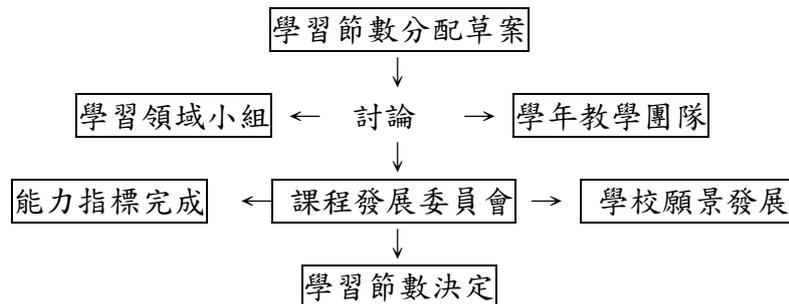 學習節數分配草案
↓
學習領域小組 ← 討論 → 學年教學團隊
↓
能力指標完成 ← 課程發展委員會 → 學校願景發展
↓
學習節數決定